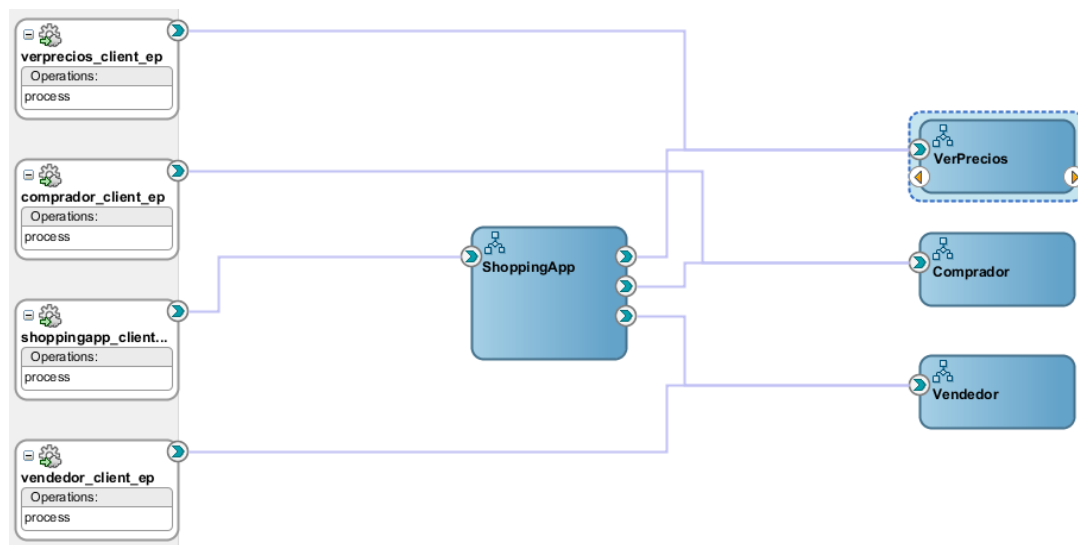 verprecios_client_ep
Operations:
process
comprador_client_ep
Operations:
process
shoppingapp_client...
Operations:
process
vendedor_client_ep
Operations:
process
ShoppingApp
VerPrecios
Comprador
Vendedor